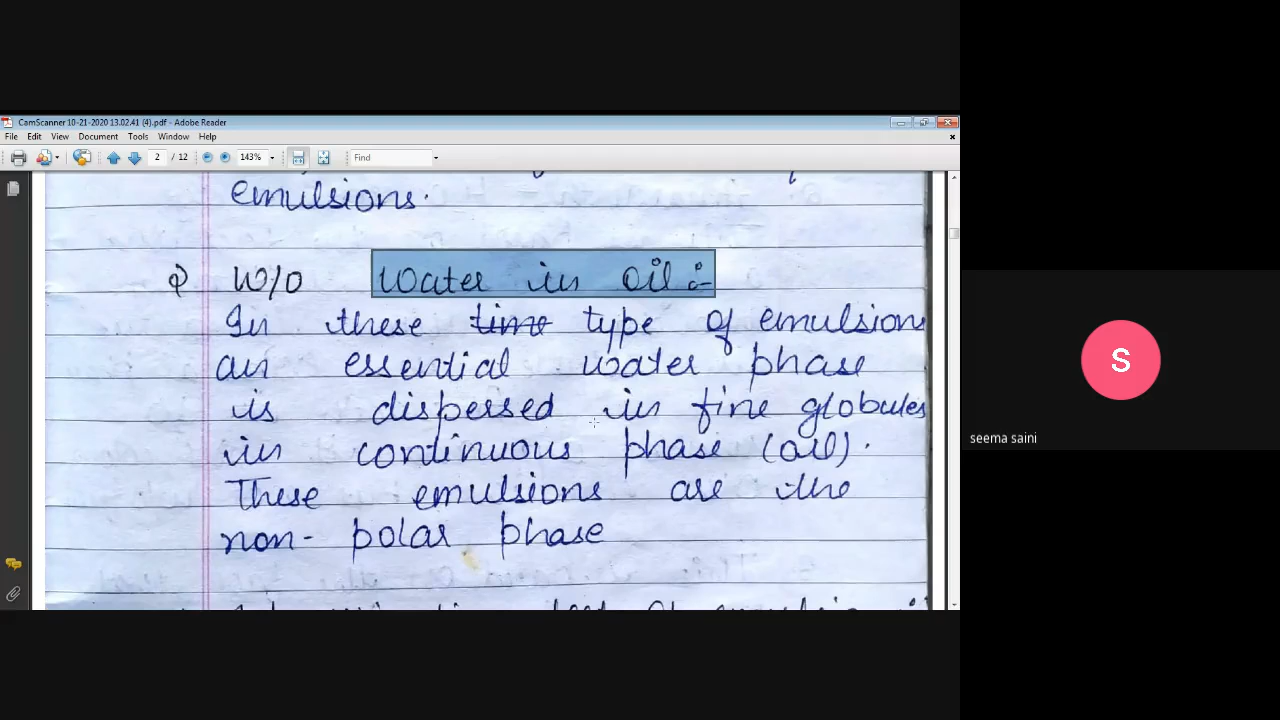 CamScanner 10-21-2020 13.02.41 (4).pdf - Adobe Reader
File Edit View Document Tools Window Help
2 / 12 143% Find
emulsions.
W/O Water in oil :-
In these time type of emulsions
an essential water phase
is dispersed in fine globules
in continuous phase (oil).
These emulsions are the
non- polar phase
S
seema saini